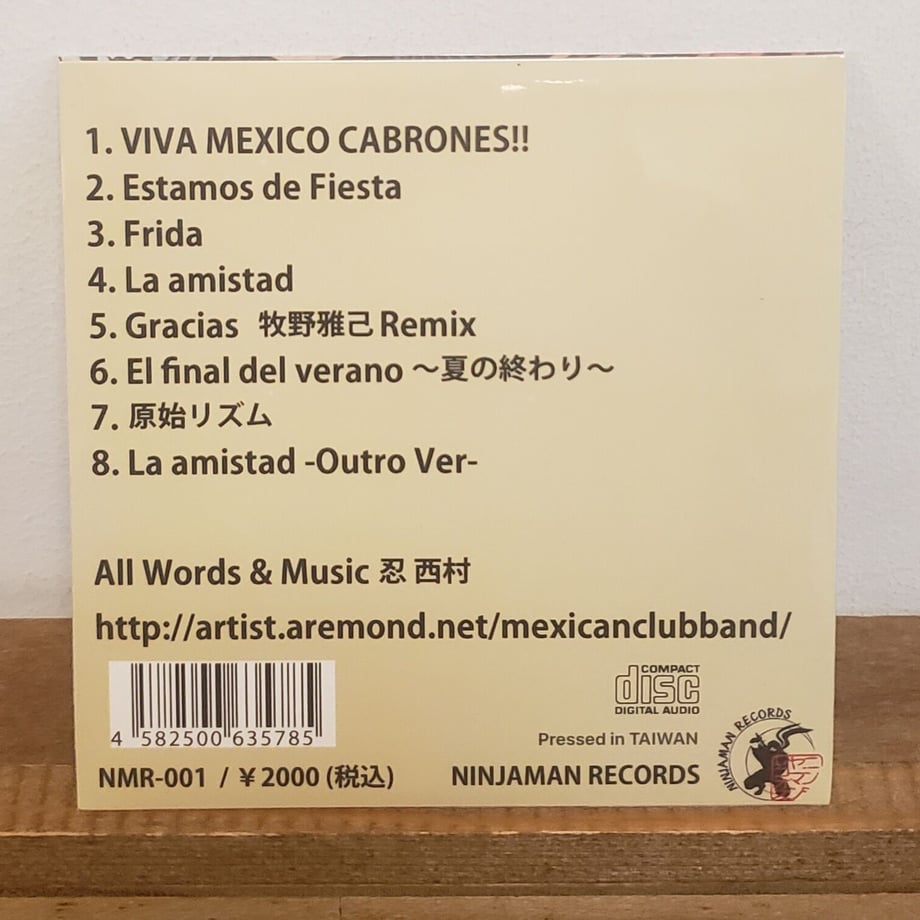 1. VIVA MEXICO CABRONES!!
2. Estamos de Fiesta
3. Frida
4. La amistad
5. Gracias 牧野雅己 Remix
6. El final del verano ～夏の終わり～
7. 原始リズム
8. La amistad -Outro Ver-
All Words & Music 忍 西村
http://artist.aremond.net/mexicanclubband/
COMPACT
disc
DIGITAL AUDIO
4 582500 635785
Pressed in TAIWAN
NINJAMAN RECORDS
NMR-001 / ￥2000 (税込)
NINJAMAN RECORDS